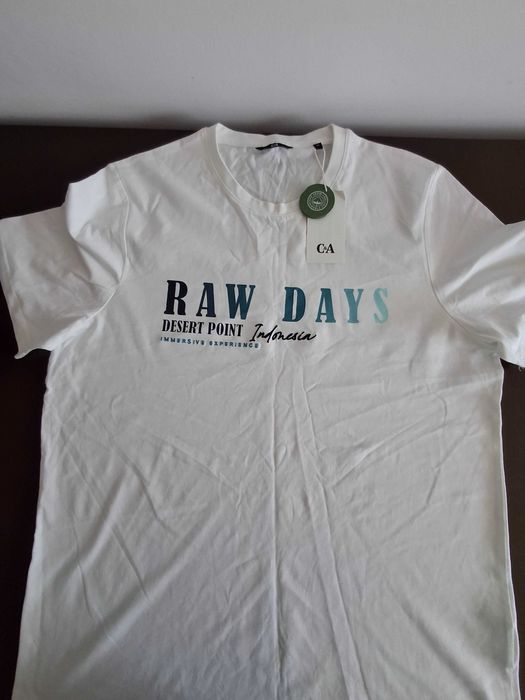 C&A
RAW DAYS
DESERT POINT Indonesia
IMMERSIVE EXPERIENCE